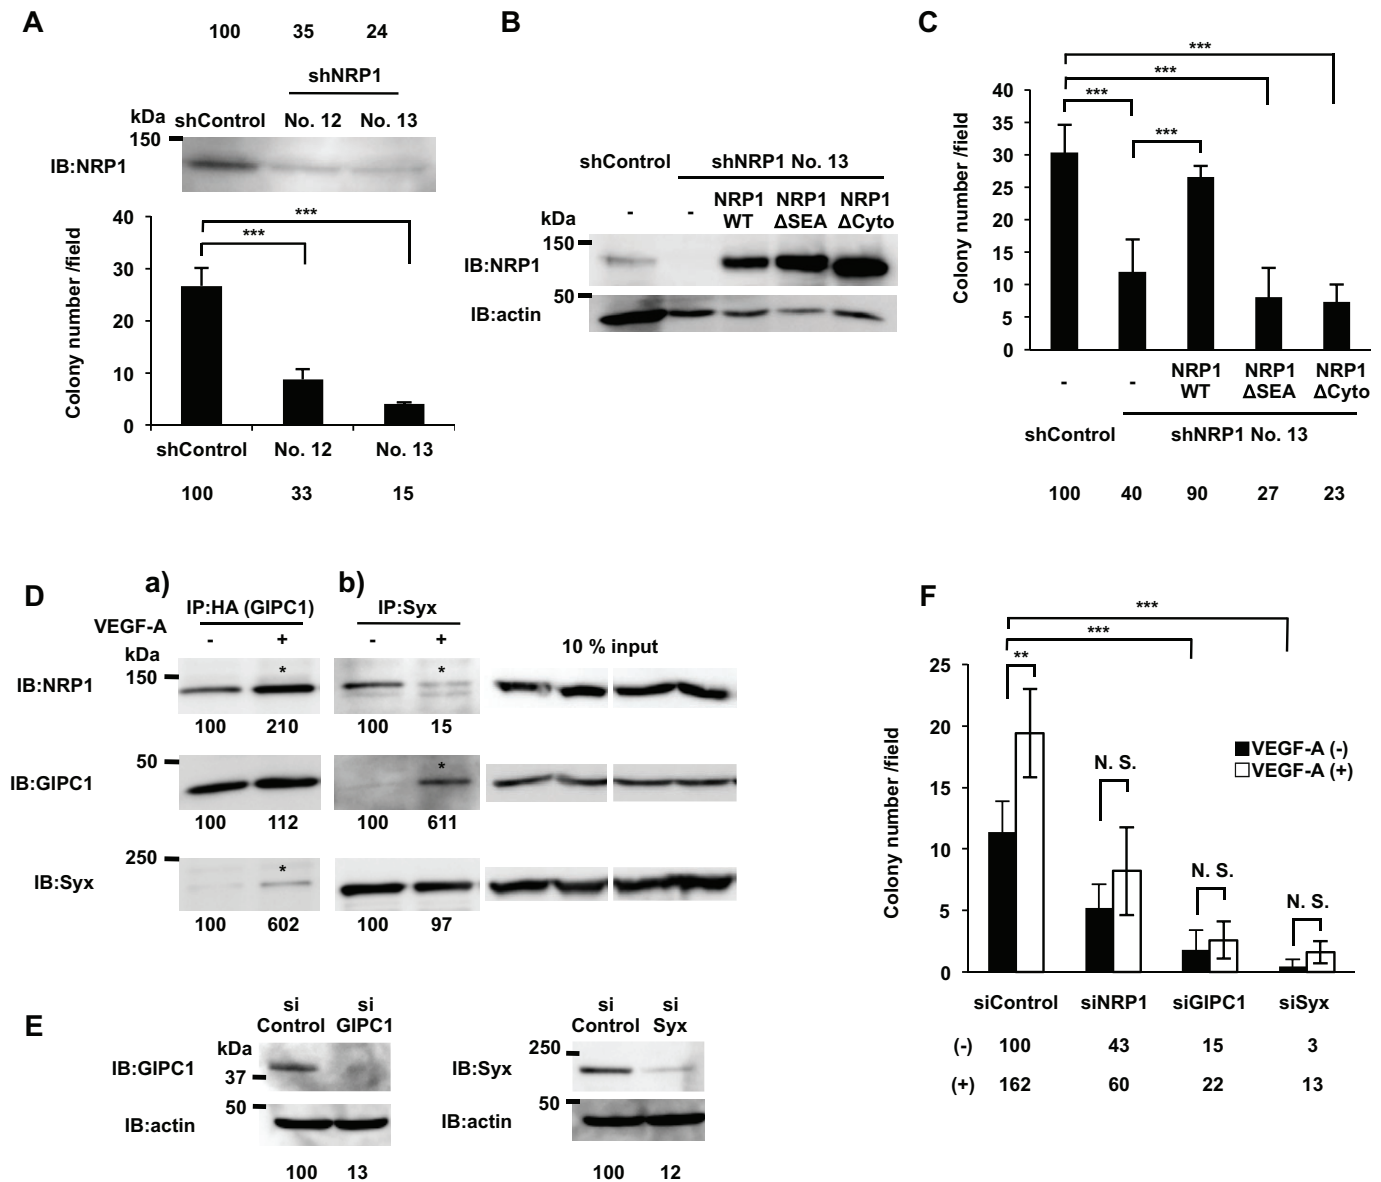 A
100 35 24
shNRP1
kDa shControl No. 12 No. 13
150
IB:NRP1
Colony number /field
40
30
20
10
0
***
***
shControl No. 12 No. 13
100 33 15
B
shControl shNRP1 No. 13
kDa - - NRP1 WT NRP1 ΔSEA NRP1 ΔCyto
150
IB:NRP1
50
IB:actin
C
***
***
***
***
Colony number /field
40
35
30
25
20
15
10
5
0
- - NRP1 WT NRP1 ΔSEA NRP1 ΔCyto
shControl shNRP1 No. 13
100 40 90 27 23
D
a) b)
IP:HA (GIPC1) IP:Syx
VEGF-A - + - +
kDa
10 % input
150
IB:NRP1
* *
100 210 100 15
50
IB:GIPC1
*
100 112 100 611
250
IB:Syx
*
100 602 100 97
E
si Control si GIPC1
kDa
IB:GIPC1
37
50
IB:actin
100 13
si Control si Syx
250
IB:Syx
50
IB:actin
100 12
F
***
***
**
N. S.
N. S.
N. S.
VEGF-A (-)
VEGF-A (+)
Colony number /field
25
20
15
10
5
0
siControl siNRP1 siGIPC1 siSyx
(-) 100 43 15 3
(+) 162 60 22 13